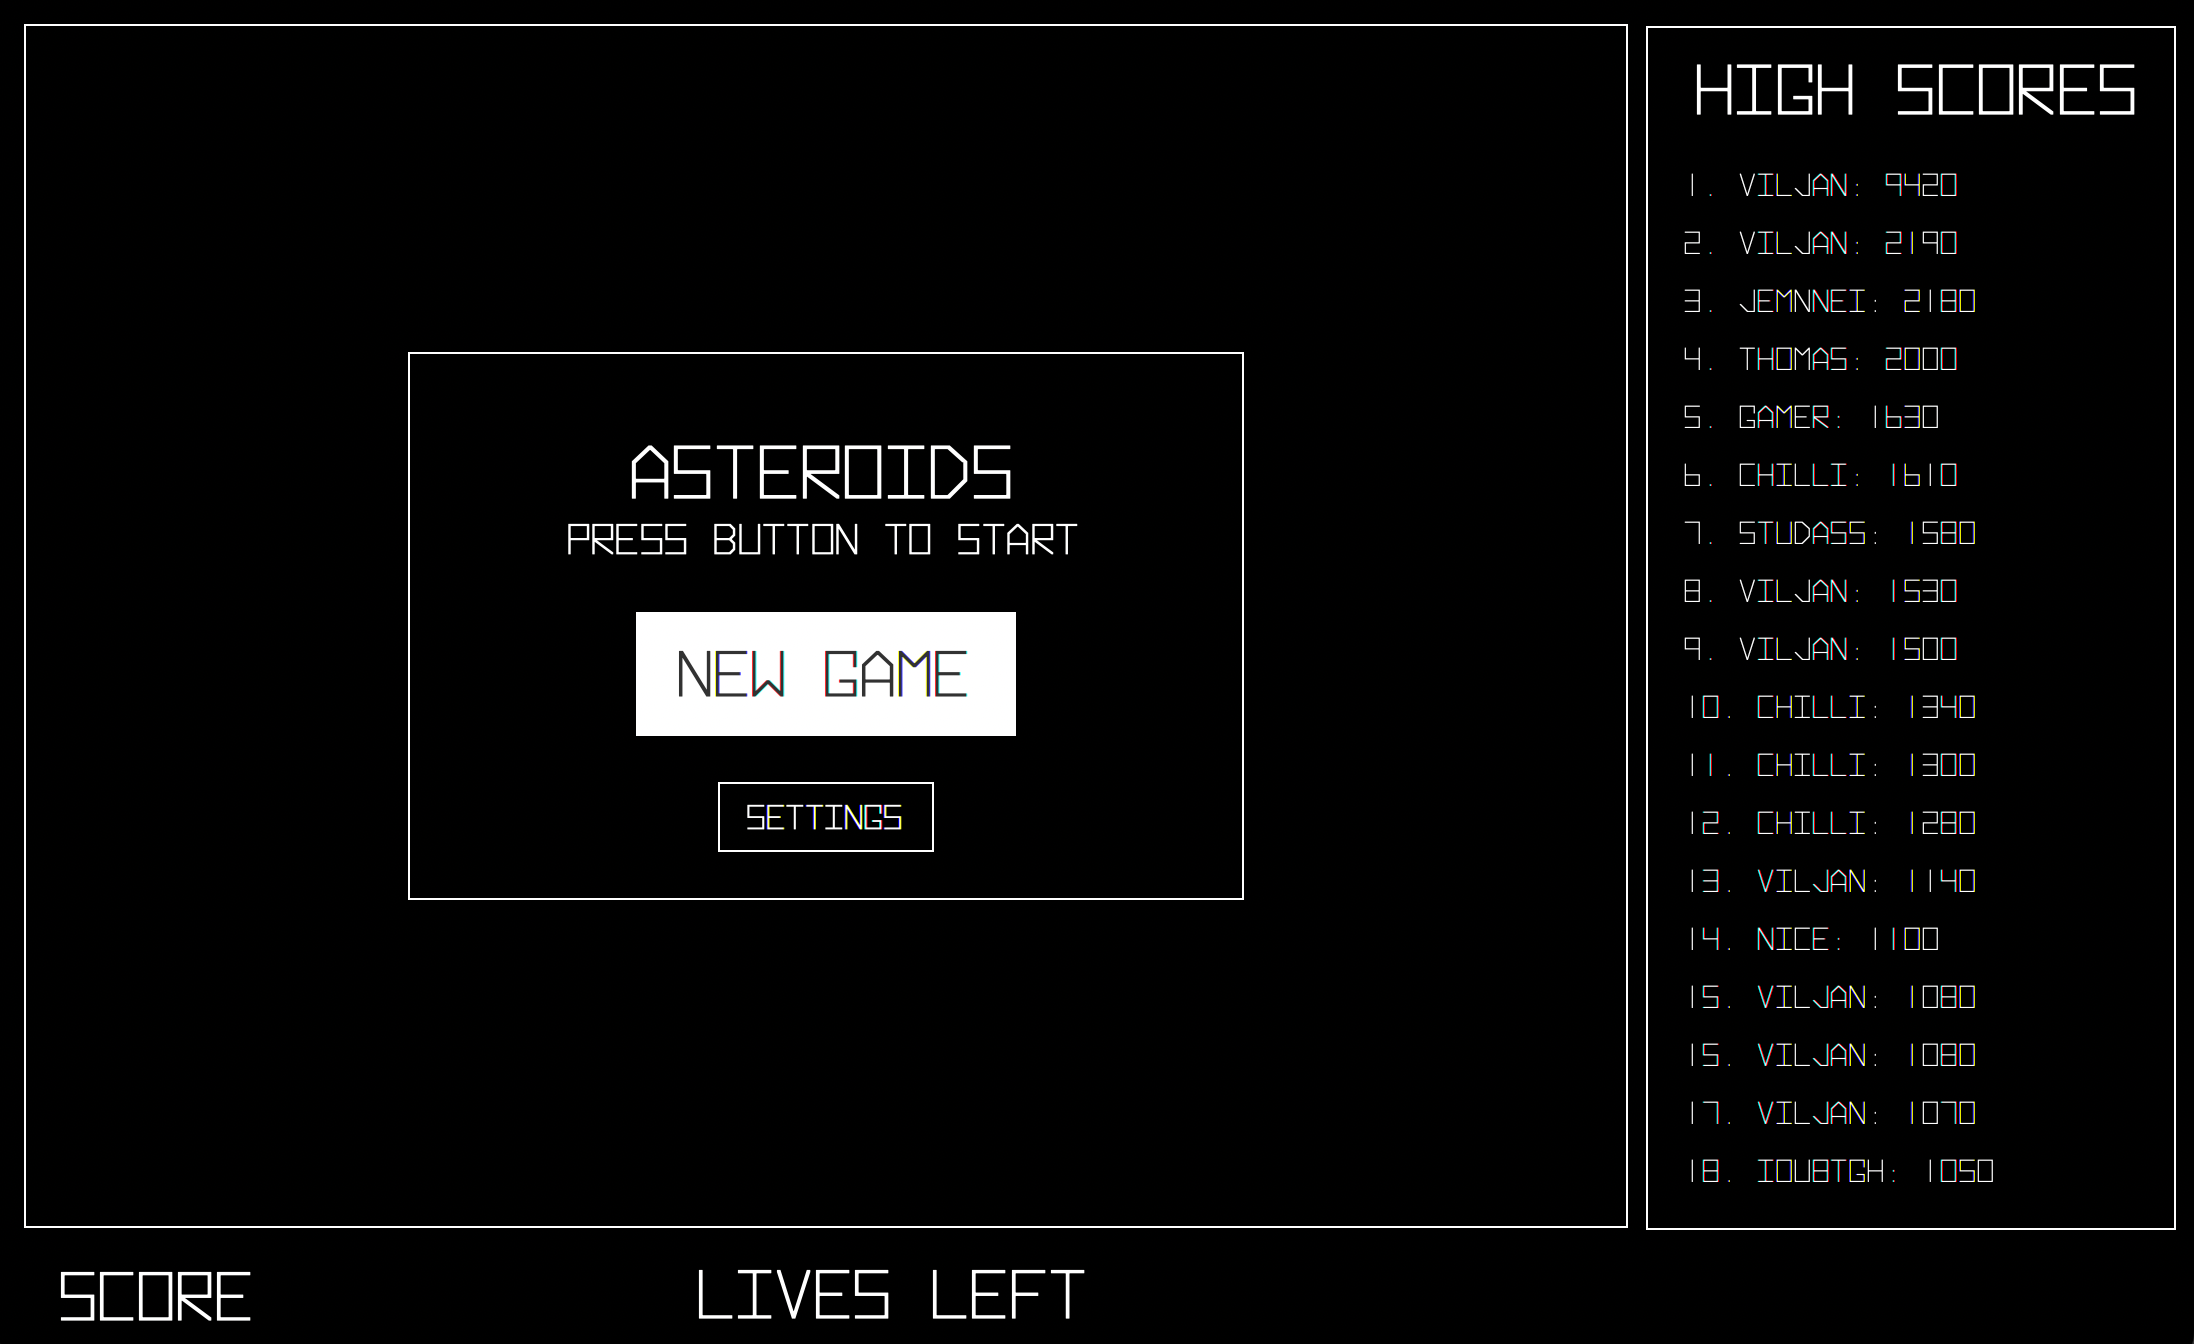 ASTEROIDS
PRESS BUTTON TO START
NEW GAME
SETTINGS
HIGH SCORES
1. VILJAN: 9420
2. VILJAN: 2190
3. JEMNNEI: 2180
4. THOMAS: 2000
5. GAMER: 1630
6. CHILLI: 1610
7. STUDASS: 1580
8. VILJAN: 1530
9. VILJAN: 1500
10. CHILLI: 1340
11. CHILLI: 1300
12. CHILLI: 1280
13. VILJAN: 1140
14. NICE: 1100
15. VILJAN: 1080
15. VILJAN: 1080
17. VILJAN: 1070
18. IOU8TGH: 1050
SCORE
LIVES LEFT